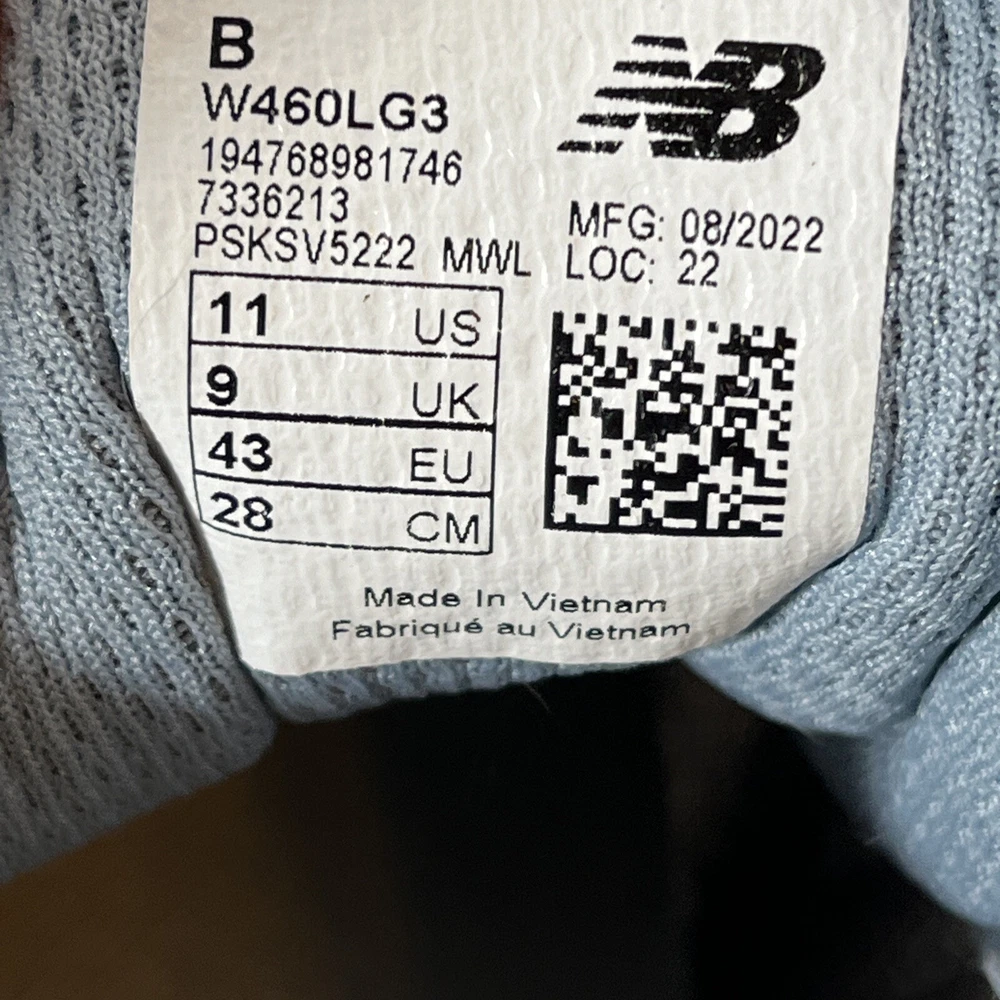 B
NB
W460LG3
194768981746
7336213
PSKSV5222 MWL
MFG: 08/2022
LOC: 22
11 US
9 UK
43 EU
28 CM
Made In Vietnam
Fabriqué au Vietnam